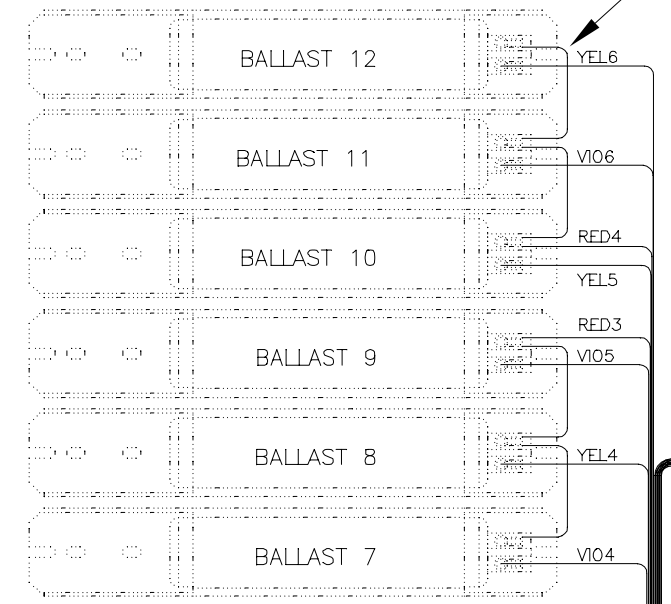 BALLAST 12
YEL6
BALLAST 11
VIO6
RED4
BALLAST 10
YEL5
RED3
BALLAST 9
VIO5
BALLAST 8
YEL4
BALLAST 7
VIO4